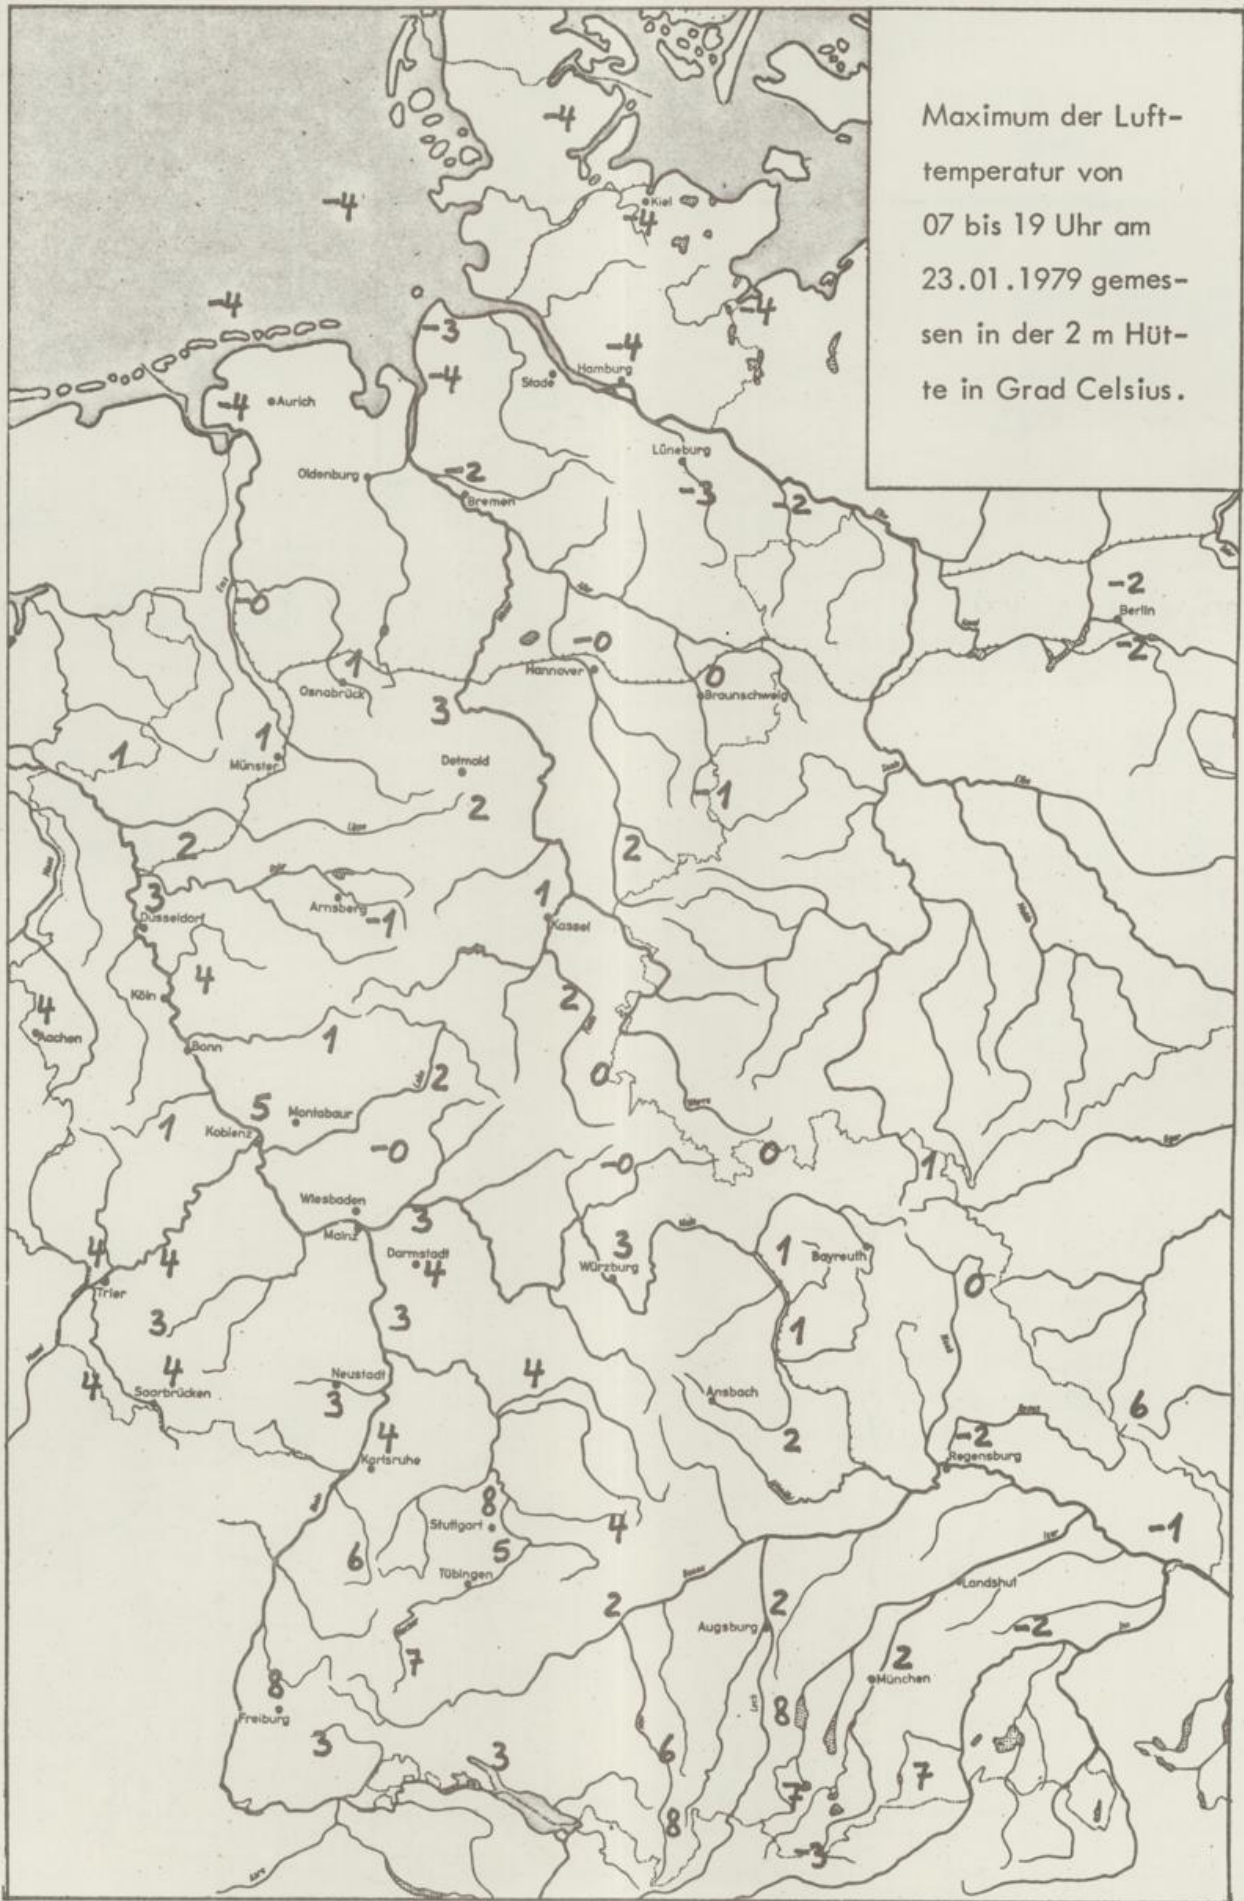 Maximum der Luft-
temperatur von
07 bis 19 Uhr am
23.01.1979 gemes-
sen in der 2 m Hüt-
te in Grad Celsius.
-4
-4
Kiel
-4
-4
-4
-3
-4
Hamburg
-4
Stade
-4
Aurich
Lüneburg
-2
Oldenburg
Bremen
-3
-2
-2
Berlin
-0
-0
-2
1
Hannover
0
Osnabrück
Braunschweig
3
1
1
Münster
Detmold
-1
2
Lippe
2
2
3
Arnsberg
-1
1
Düsseldorf
Kassel
4
Köln
4
2
Aachen
1
Bonn
2
0
5
Montabaur
Werra
1
Koblenz
-0
-0
0
1
Wiesbaden
3
Mainz
Main
4
4
Darmstadt
4
3
Würzburg
1
Bayreuth
Trier
0
3
3
1
4
4
Neustadt
4
Saarbrücken
3
Ansbach
6
4
2
-2
Karlsruhe
Regensburg
8
Stuttgart
4
Isar
-1
6
5
Tübingen
Donau
Landshut
2
2
Augsburg
-2
7
2
München
8
Freiburg
Lech
8
3
3
6
7
7
8
-3